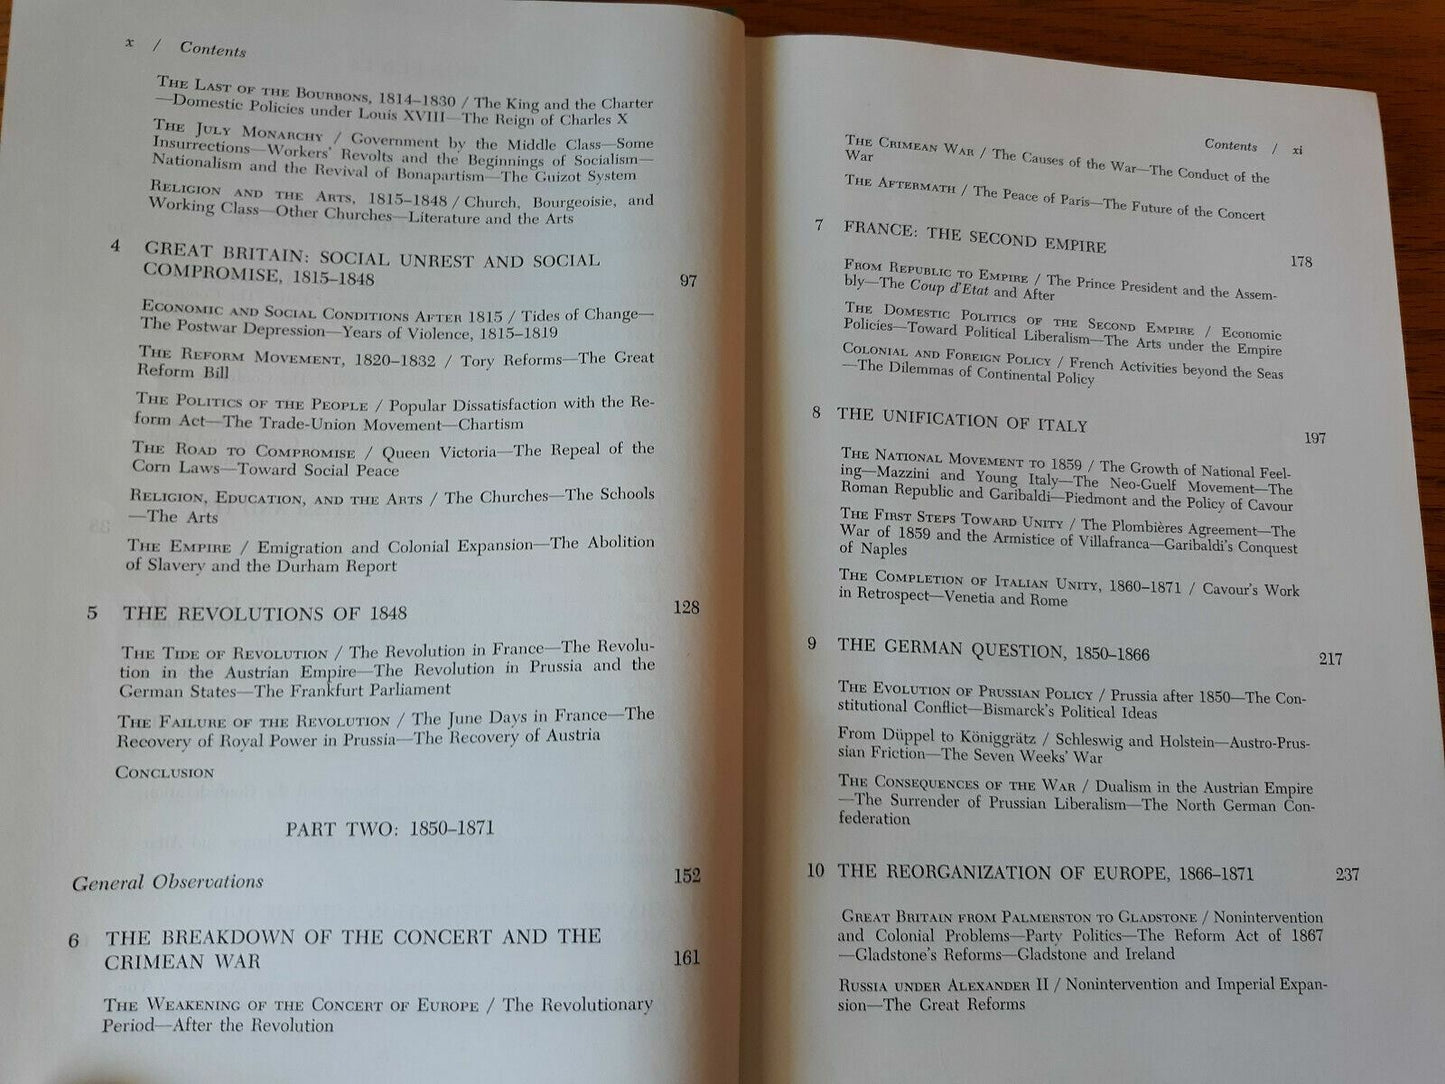 x / Contents
The Last of the Bourbons, 1814–1830 / The King and the Charter
—Domestic Policies under Louis XVIII—The Reign of Charles X
The July Monarchy / Government by the Middle Class—Some
Insurrections—Workers' Revolts and the Beginnings of Socialism—
Nationalism and the Revival of Bonapartism—The Guizot System
Religion and the Arts, 1815–1848 / Church, Bourgeoisie, and
Working Class—Other Churches—Literature and the Arts
4 GREAT BRITAIN: SOCIAL UNREST AND SOCIAL
COMPROMISE, 1815–1848 97
Economic and Social Conditions After 1815 / Tides of Change—
The Postwar Depression—Years of Violence, 1815–1819
The Reform Movement, 1820–1832 / Tory Reforms—The Great
Reform Bill
The Politics of the People / Popular Dissatisfaction with the Re-
form Act—The Trade-Union Movement—Chartism
The Road to Compromise / Queen Victoria—The Repeal of the
Corn Laws—Toward Social Peace
Religion, Education, and the Arts / The Churches—The Schools
—The Arts
The Empire / Emigration and Colonial Expansion—The Abolition
of Slavery and the Durham Report
5 THE REVOLUTIONS OF 1848 128
The Tide of Revolution / The Revolution in France—The Revolu-
tion in the Austrian Empire—The Revolution in Prussia and the
German States—The Frankfurt Parliament
The Failure of the Revolution / The June Days in France—The
Recovery of Royal Power in Prussia—The Recovery of Austria
Conclusion
PART TWO: 1850–1871
General Observations 152
6 THE BREAKDOWN OF THE CONCERT AND THE
CRIMEAN WAR 161
The Weakening of the Concert of Europe / The Revolutionary
Period—After the Revolution
Contents / xi
The Crimean War / The Causes of the War—The Conduct of the
War
The Aftermath / The Peace of Paris—The Future of the Concert
7 FRANCE: THE SECOND EMPIRE 178
From Republic to Empire / The Prince President and the Assem-
bly—The Coup d'Etat and After
The Domestic Politics of the Second Empire / Economic
Policies—Toward Political Liberalism—The Arts under the Empire
Colonial and Foreign Policy / French Activities beyond the Seas
—The Dilemmas of Continental Policy
8 THE UNIFICATION OF ITALY 197
The National Movement to 1859 / The Growth of National Feel-
ing—Mazzini and Young Italy—The Neo-Guelf Movement—The
Roman Republic and Garibaldi—Piedmont and the Policy of Cavour
The First Steps Toward Unity / The Plombières Agreement—The
War of 1859 and the Armistice of Villafranca—Garibaldi's Conquest
of Naples
The Completion of Italian Unity, 1860–1871 / Cavour's Work
in Retrospect—Venetia and Rome
9 THE GERMAN QUESTION, 1850–1866 217
The Evolution of Prussian Policy / Prussia after 1850—The Con-
stitutional Conflict—Bismarck's Political Ideas
From Düppel to Königgrätz / Schleswig and Holstein—Austro-Prus-
sian Friction—The Seven Weeks' War
The Consequences of the War / Dualism in the Austrian Empire
—The Surrender of Prussian Liberalism—The North German Con-
federation
10 THE REORGANIZATION OF EUROPE, 1866–1871 237
Great Britain from Palmerston to Gladstone / Nonintervention
and Colonial Problems—Party Politics—The Reform Act of 1867
—Gladstone's Reforms—Gladstone and Ireland
Russia under Alexander II / Nonintervention and Imperial Expan-
sion—The Great Reforms